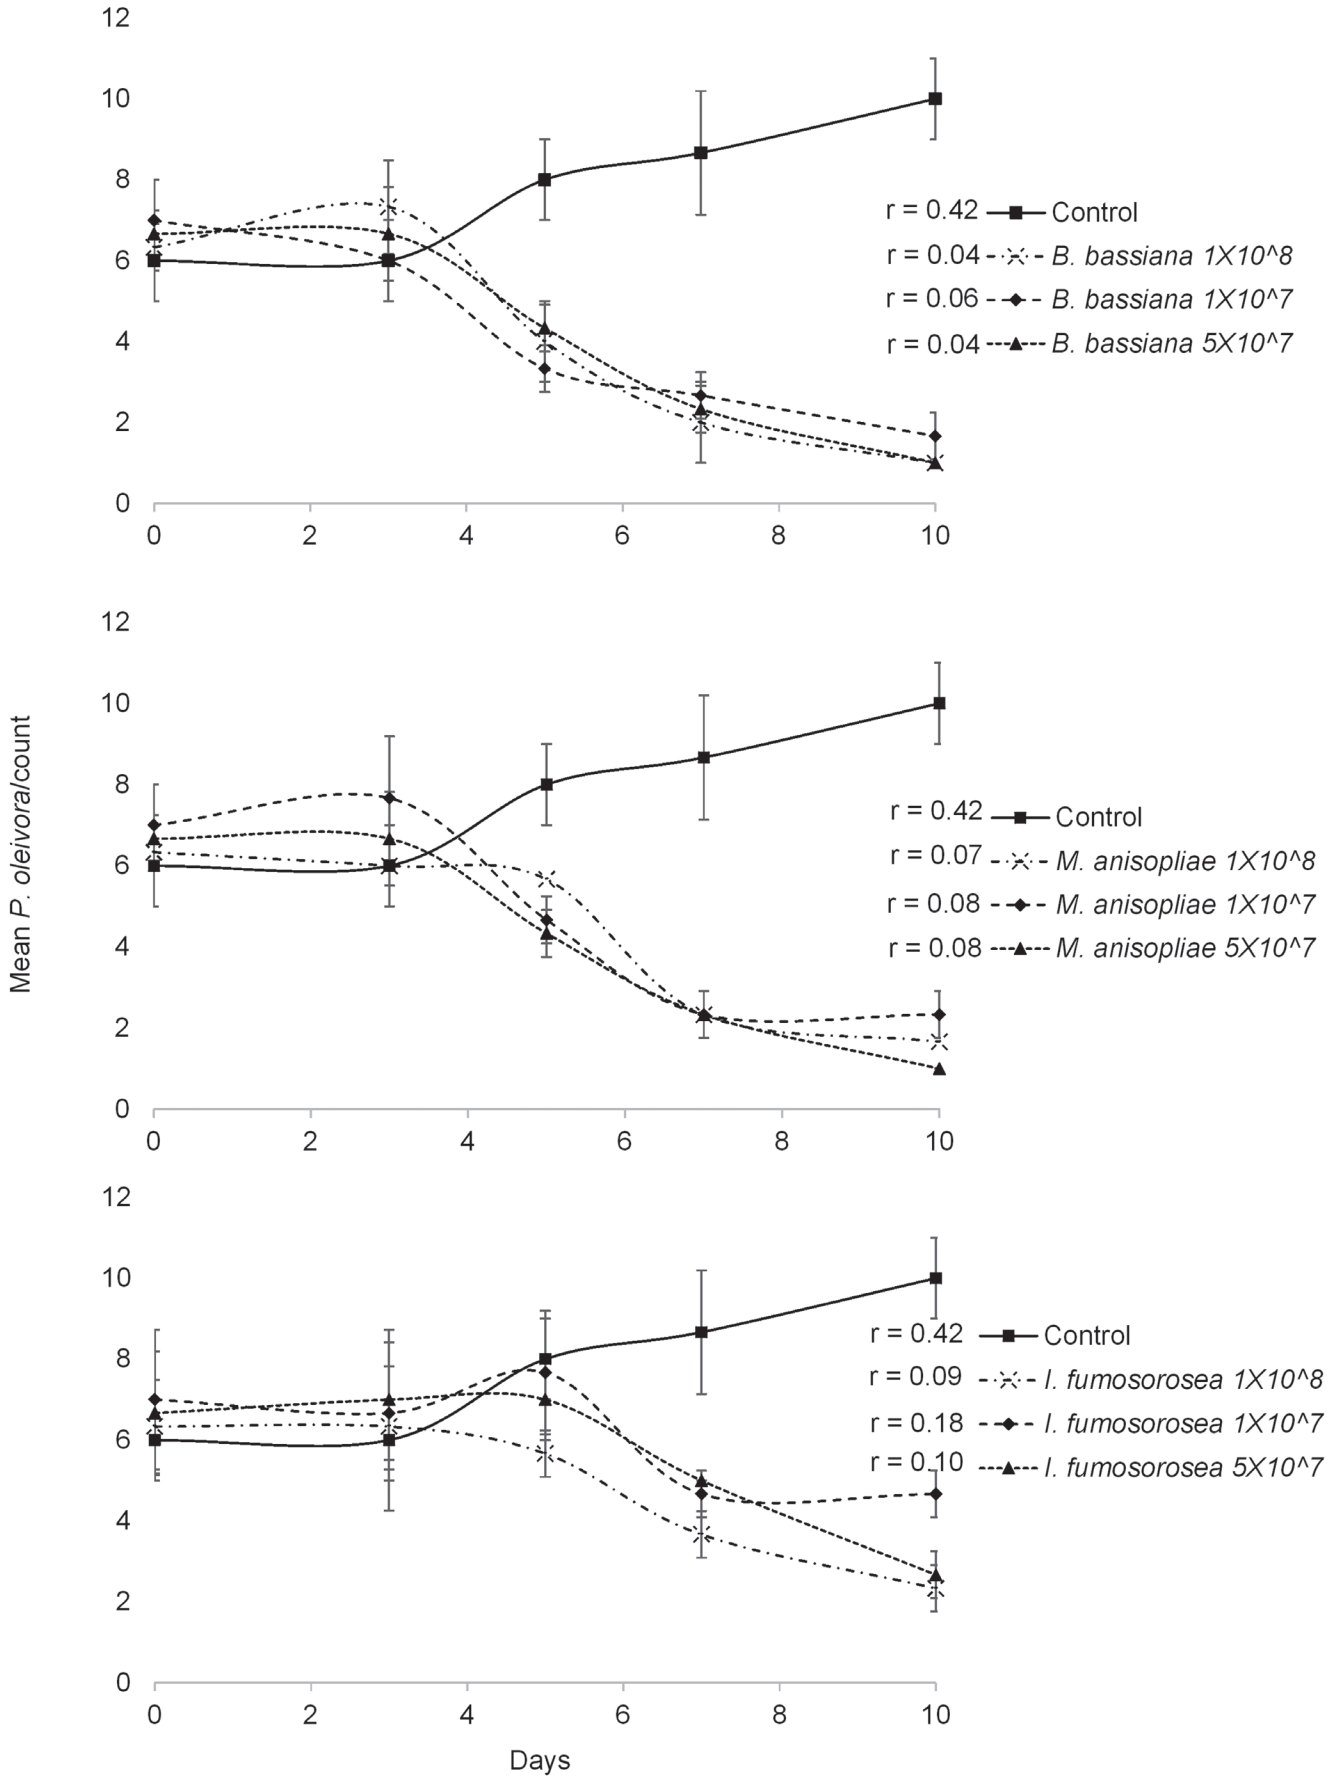 12
10
8
6
4
2
0
0 2 4 6 8 10
r = 0.42 Control
r = 0.04 B. bassiana 1X10^8
r = 0.06 B. bassiana 1X10^7
r = 0.04 B. bassiana 5X10^7
Mean P. oleivora/count
12
10
8
6
4
2
0
0 2 4 6 8 10
r = 0.42 Control
r = 0.07 M. anisopliae 1X10^8
r = 0.08 M. anisopliae 1X10^7
r = 0.08 M. anisopliae 5X10^7
12
10
8
6
4
2
0
0 2 4 6 8 10
r = 0.42 Control
r = 0.09 I. fumosorosea 1X10^8
r = 0.18 I. fumosorosea 1X10^7
r = 0.10 I. fumosorosea 5X10^7
Days